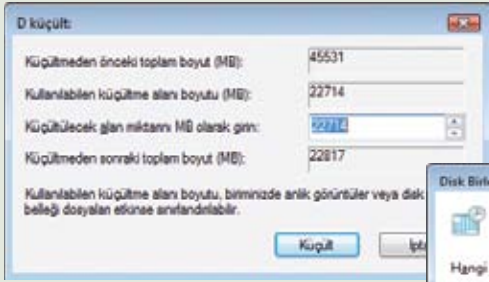 D küçült:
Küçültmeden önceki toplam boyut (MB): 45531
Kullanılabilen küçültme alanı boyutu (MB): 22714
Küçültülecek alan miktarını MB olarak girin: 22714
Küçültmeden sonraki toplam boyut (MB): 22817
Kullanılabilen küçültme alanı boyutu, biriminizde anlık görüntüler veya disk
belleği dosyaları etkinse sınırlandırılabilir.
Küçült
Disk Birle
Hangi